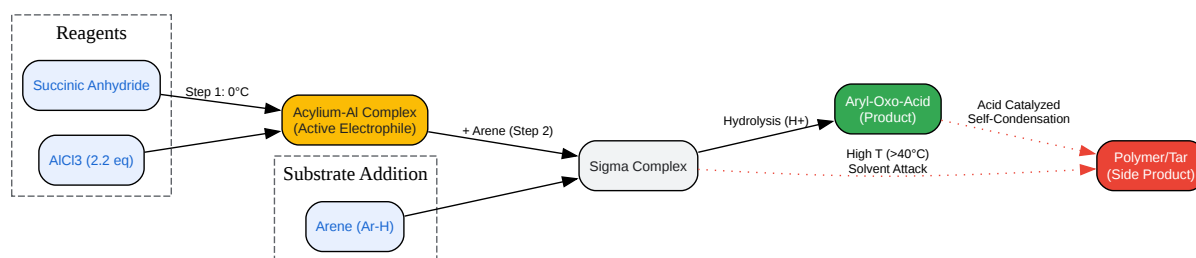 Reagents
Succinic Anhydride
AlCl3 (2.2 eq)
Step 1: 0°C
Acylium-Al Complex
(Active Electrophile)
Substrate Addition
Arene (Ar-H)
+ Arene (Step 2)
Sigma Complex
Hydrolysis (H+)
Aryl-Oxo-Acid
(Product)
Acid Catalyzed
Self-Condensation
High T (>40°C)
Solvent Attack
Polymer/Tar
(Side Product)